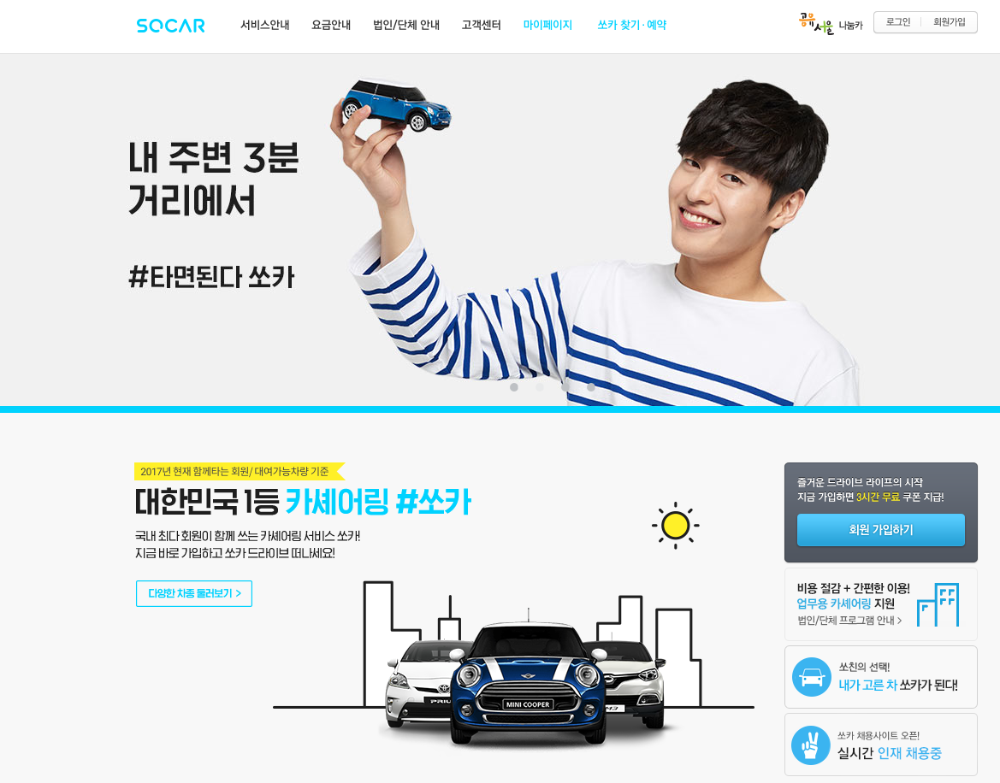 SOCAR
서비스안내
요금안내
법인/단체 안내
고객센터
마이페이지
쏘카 찾기·예약
공유서울
나눔카
로그인
회원가입
내 주변 3분
거리에서
#타면된다 쏘카
2017년 현재 함께타는 회원/ 대여가능차량 기준
대한민국 1등 카셰어링 #쏘카
국내 최다 회원이 함께 쓰는 카셰어링 서비스 쏘카!
지금 바로 가입하고 쏘카 드라이브 떠나세요!
다양한 차종 둘러보기 >
MINI COOPER
즐거운 드라이브 라이프의 시작
지금 가입하면 3시간 무료 쿠폰 지급!
회원 가입하기
비용 절감 + 간편한 이용!
업무용 카셰어링 지원
법인/단체 프로그램 안내 >
쏘친의 선택!
내가 고른 차 쏘카가 된다!
쏘카 채용사이트 오픈!
실시간 인재 채용중